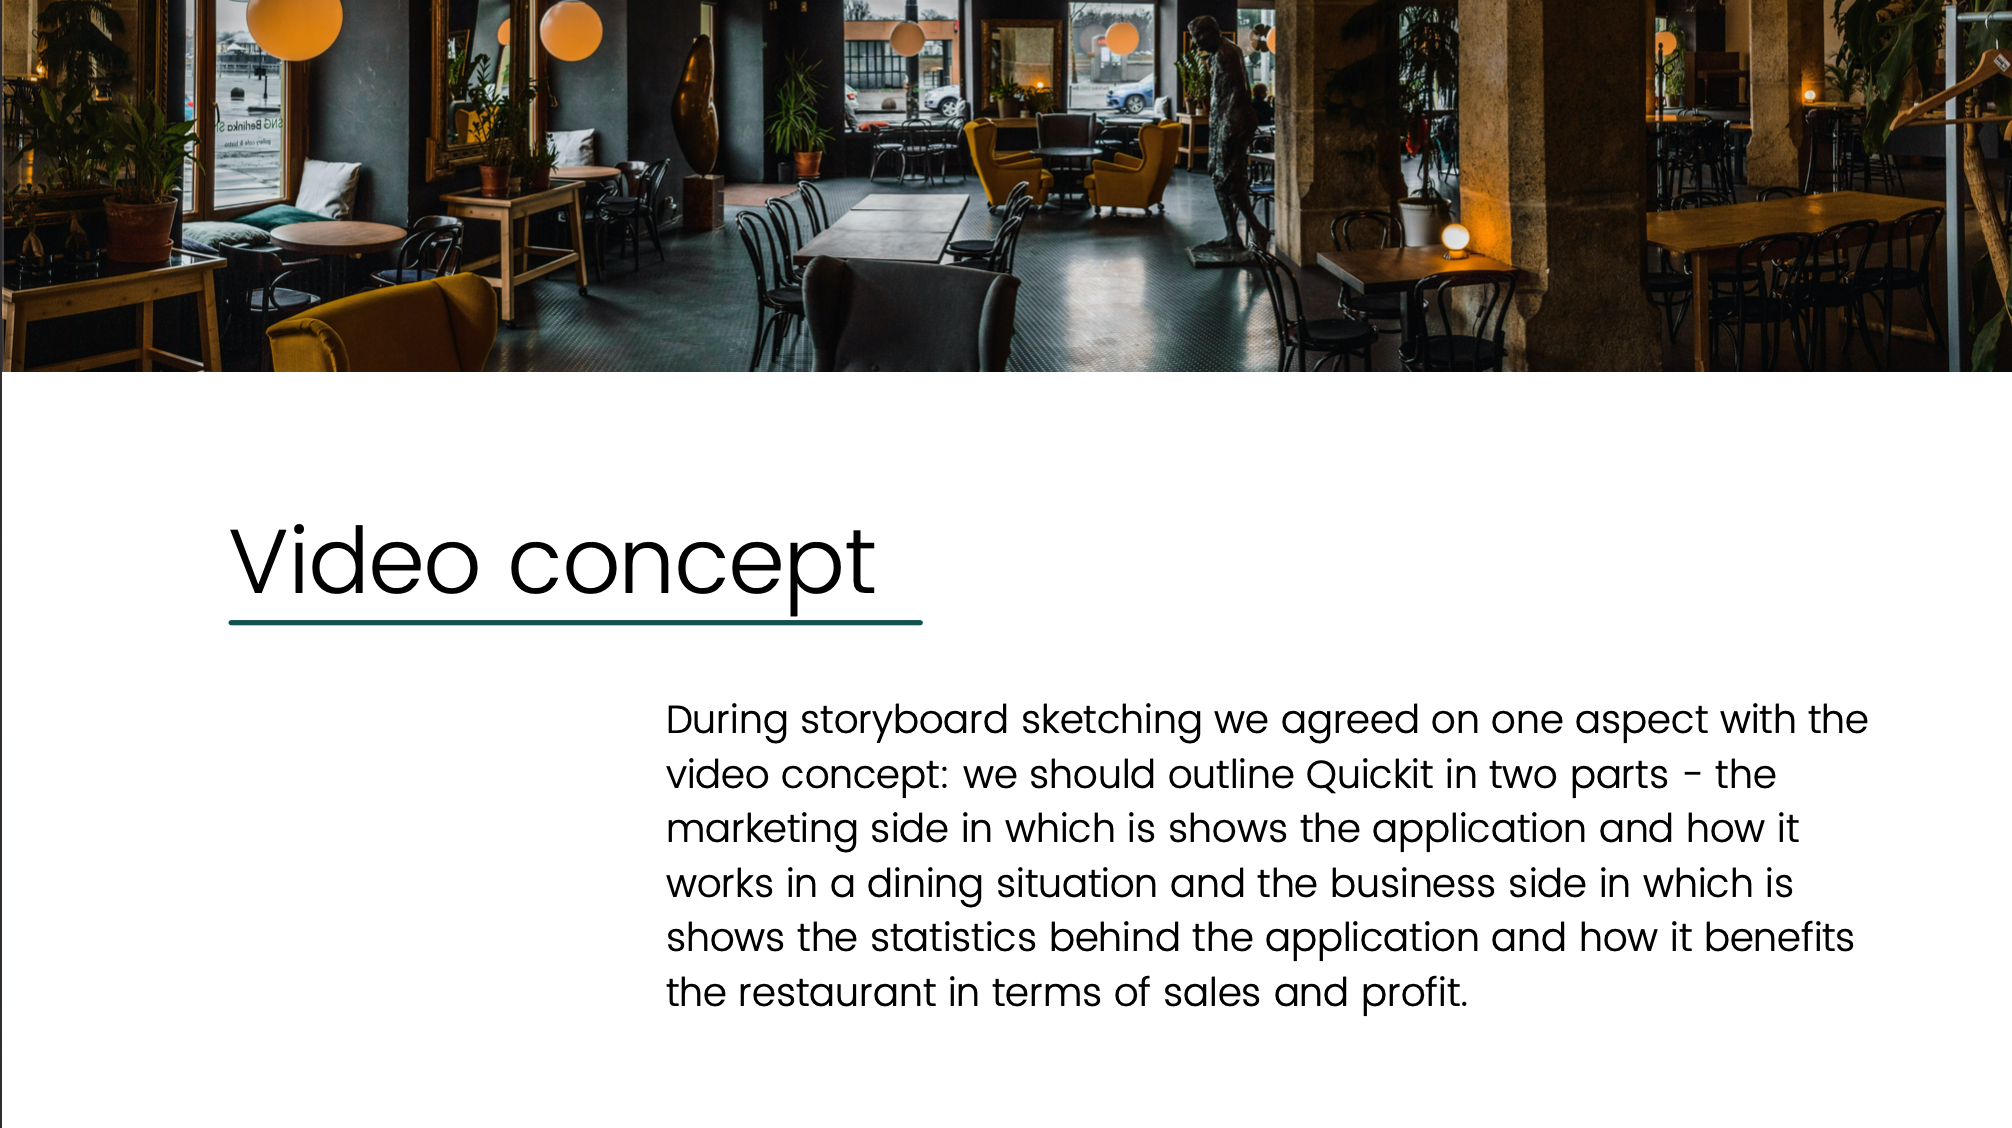 SNG Berlinka
Video concept
During storyboard sketching we agreed on one aspect with the
video concept: we should outline Quickit in two parts - the
marketing side in which is shows the application and how it
works in a dining situation and the business side in which is
shows the statistics behind the application and how it benefits
the restaurant in terms of sales and profit.